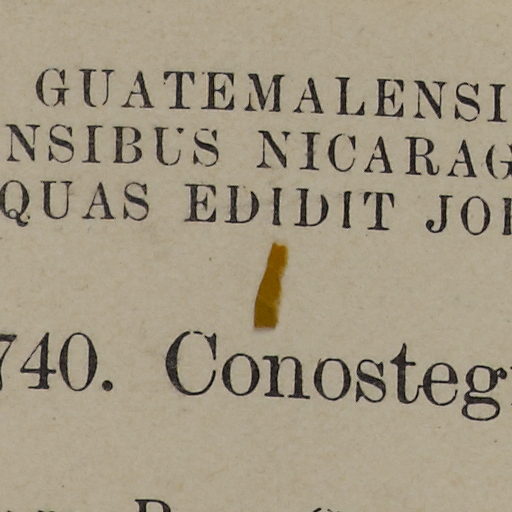 GUATEMALENSI
NSIBUS NICARAG
QUAS EDIDIT JO
740. Conosteg